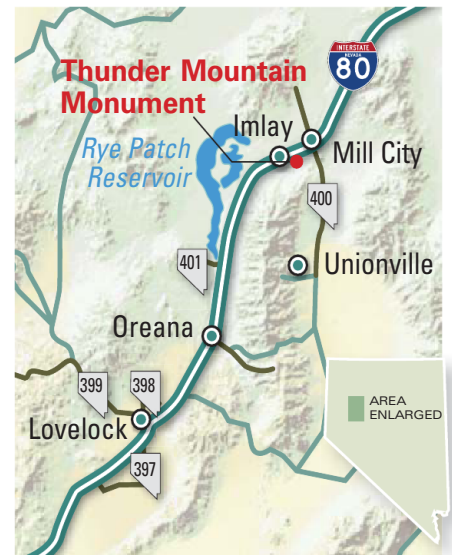 INTERSTATE
NEVADA
80
Thunder Mountain
Monument
Imlay
Mill City
Rye Patch
Reservoir
400
401
Unionville
Oreana
399
398
AREA
ENLARGED
Lovelock
397